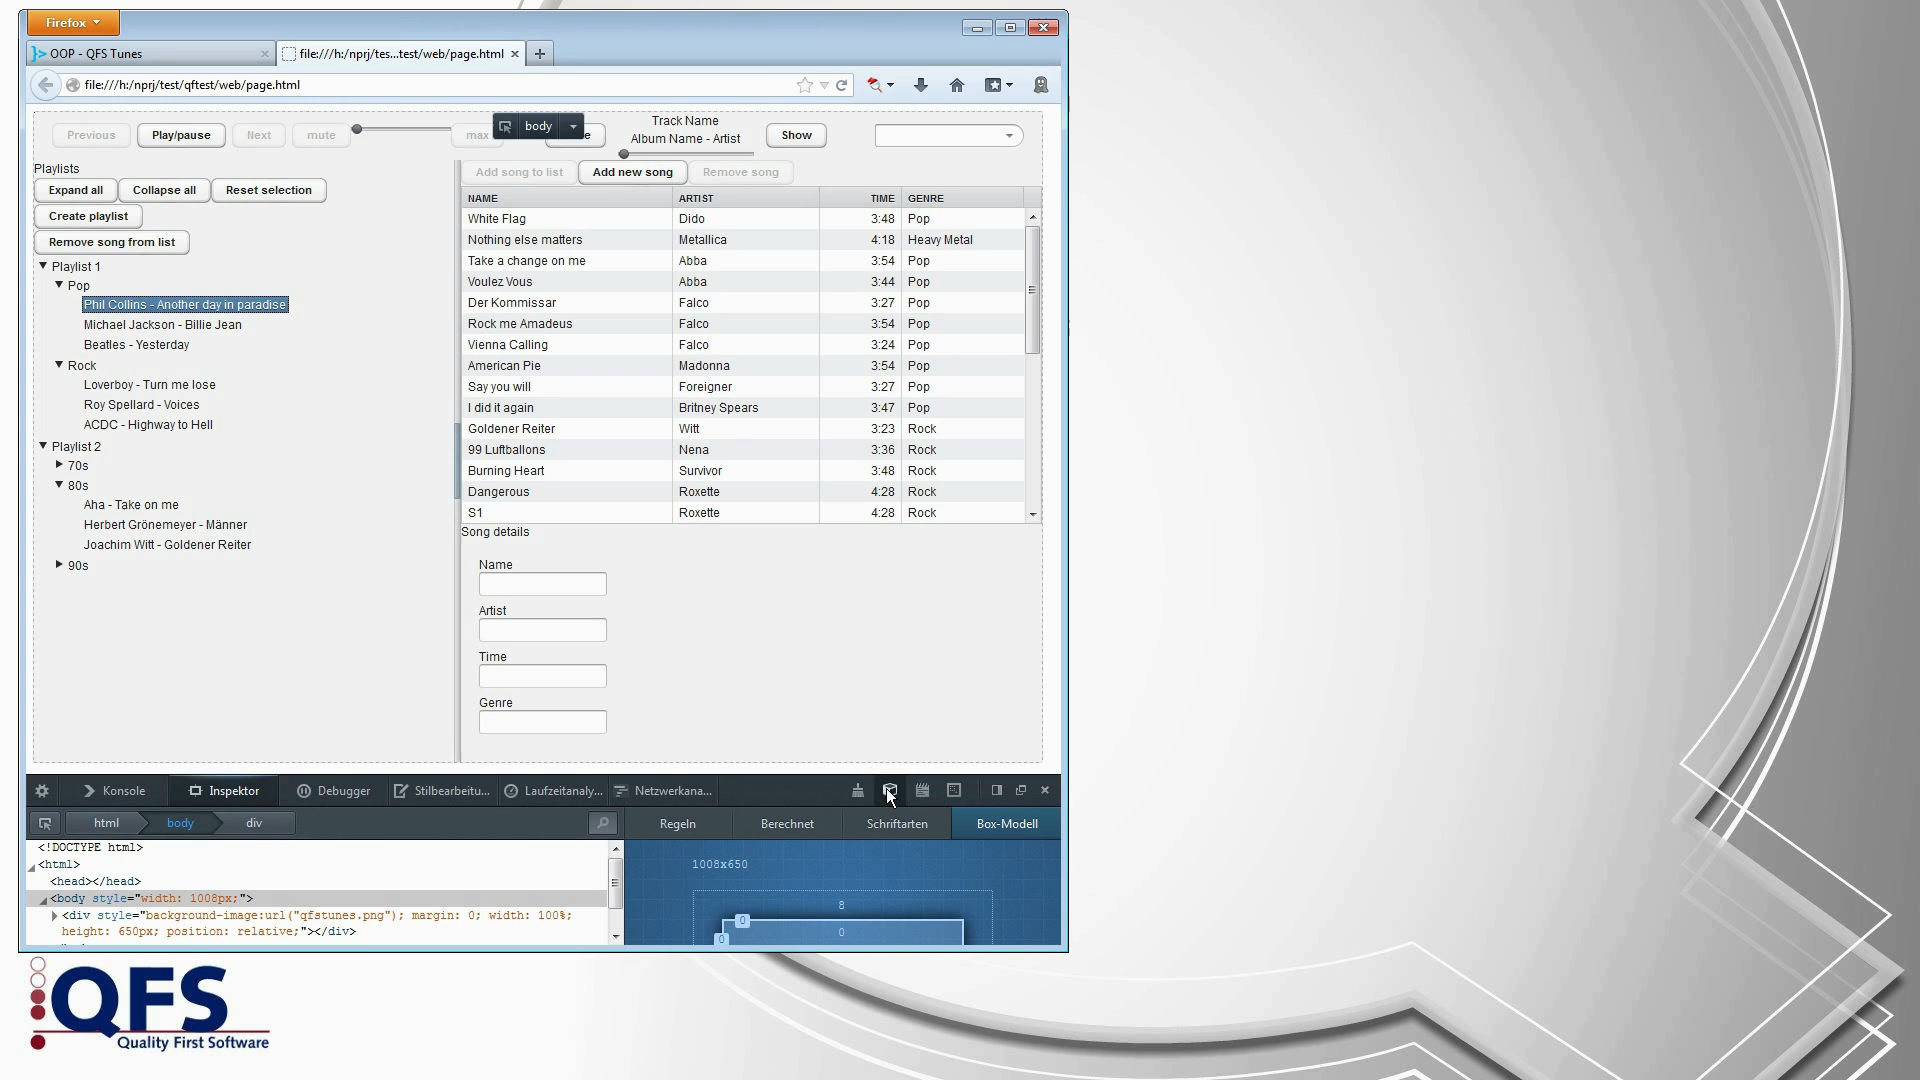 Firefox
OOP - QFS Tunes
file:///h:/nprj/tes...test/web/page.html
file:///h:/nprj/test/qftest/web/page.html
Previous
Play/pause
Next
mute
max
body
Track Name
Album Name - Artist
Show
Playlists
Expand all
Collapse all
Reset selection
Create playlist
Remove song from list
Playlist 1
Pop
Phil Collins - Another day in paradise
Michael Jackson - Billie Jean
Beatles - Yesterday
Rock
Loverboy - Turn me lose
Roy Spellard - Voices
ACDC - Highway to Hell
Playlist 2
70s
80s
Aha - Take on me
Herbert Grönemeyer - Männer
Joachim Witt - Goldener Reiter
90s
Add song to list
Add new song
Remove song
NAME ARTIST TIME GENRE
White Flag Dido 3:48 Pop
Nothing else matters Metallica 4:18 Heavy Metal
Take a change on me Abba 3:54 Pop
Voulez Vous Abba 3:44 Pop
Der Kommissar Falco 3:27 Pop
Rock me Amadeus Falco 3:54 Pop
Vienna Calling Falco 3:24 Pop
American Pie Madonna 3:54 Pop
Say you will Foreigner 3:27 Pop
I did it again Britney Spears 3:47 Pop
Goldener Reiter Witt 3:23 Rock
99 Luftballons Nena 3:36 Rock
Burning Heart Survivor 3:48 Rock
Dangerous Roxette 4:28 Rock
S1 Roxette 4:28 Rock
Song details
Name
Artist
Time
Genre
Konsole
Inspektor
Debugger
Stilbearbeitu...
Laufzeitanaly...
Netzwerkana...
html
body
div
Regeln
Berechnet
Schriftarten
Box-Modell
<!DOCTYPE html>
<html>
<head></head>
<body style="width: 1008px;">
<div style="background-image:url("qfstunes.png"); margin: 0; width: 100%;
height: 650px; position: relative;"></div>
1008x650
8
0
0
0
QFS
Quality First Software